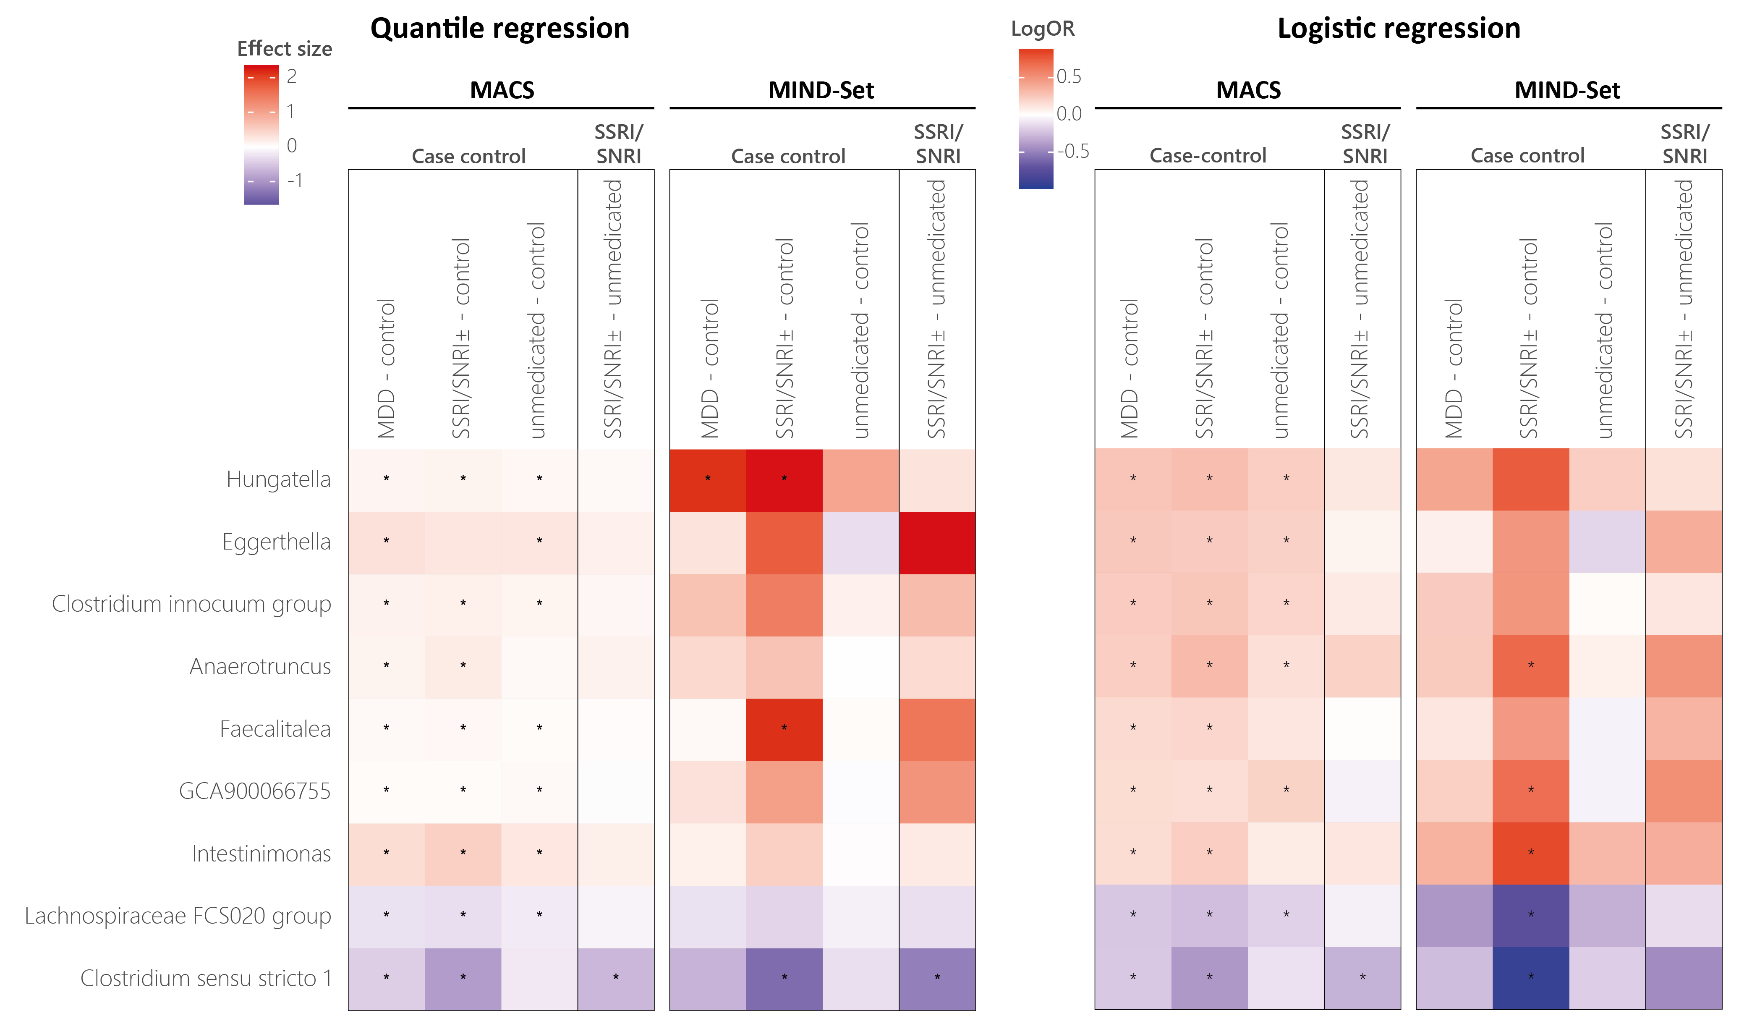 Quantile regression
Logistic regression
Effect size
2
1
0
-1
LogOR
0.5
0.0
-0.5
MACS
MIND-Set
MACS
MIND-Set
Case control
SSRI/
SNRI
Case control
SSRI/
SNRI
Case-control
SSRI/
SNRI
Case control
SSRI/
SNRI
MDD - control
SSRI/SNRI± - control
unmedicated - control
SSRI/SNRI± - unmedicated
MDD - control
SSRI/SNRI± - control
unmedicated - control
SSRI/SNRI± - unmedicated
MDD - control
SSRI/SNRI± - control
unmedicated - control
SSRI/SNRI± - unmedicated
MDD - control
SSRI/SNRI± - control
unmedicated - control
SSRI/SNRI± - unmedicated
Hungatella * * * * * * * *
Eggerthella * * * * *
Clostridium innocuum group * * * * * *
Anaerotruncus * * * * * *
Faecalitalea * * * * * *
GCA900066755 * * * * * * *
Intestinimonas * * * * * *
Lachnospiraceae FCS020 group * * * * * * *
Clostridium sensu stricto 1 * * * * * * * * *